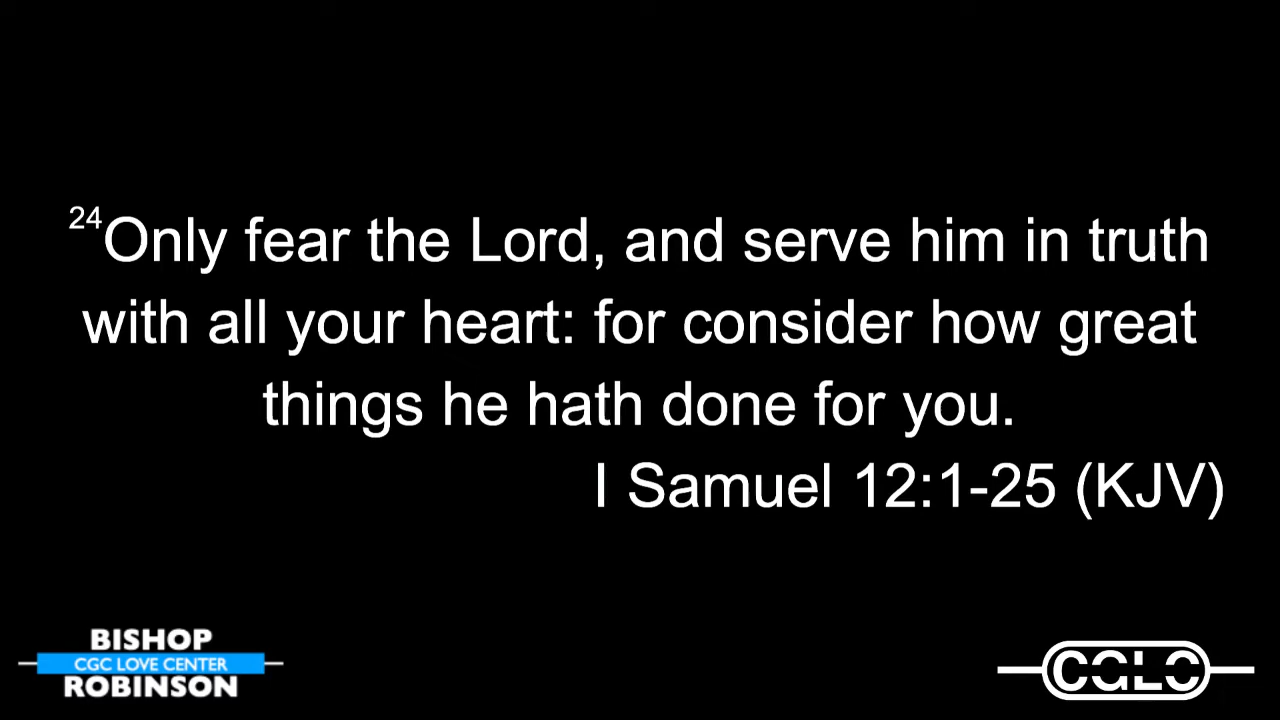 24Only fear the Lord, and serve him in truth
with all your heart: for consider how great
things he hath done for you.
I Samuel 12:1-25 (KJV)
BISHOP
CGC LOVE CENTER
ROBINSON
CGLC